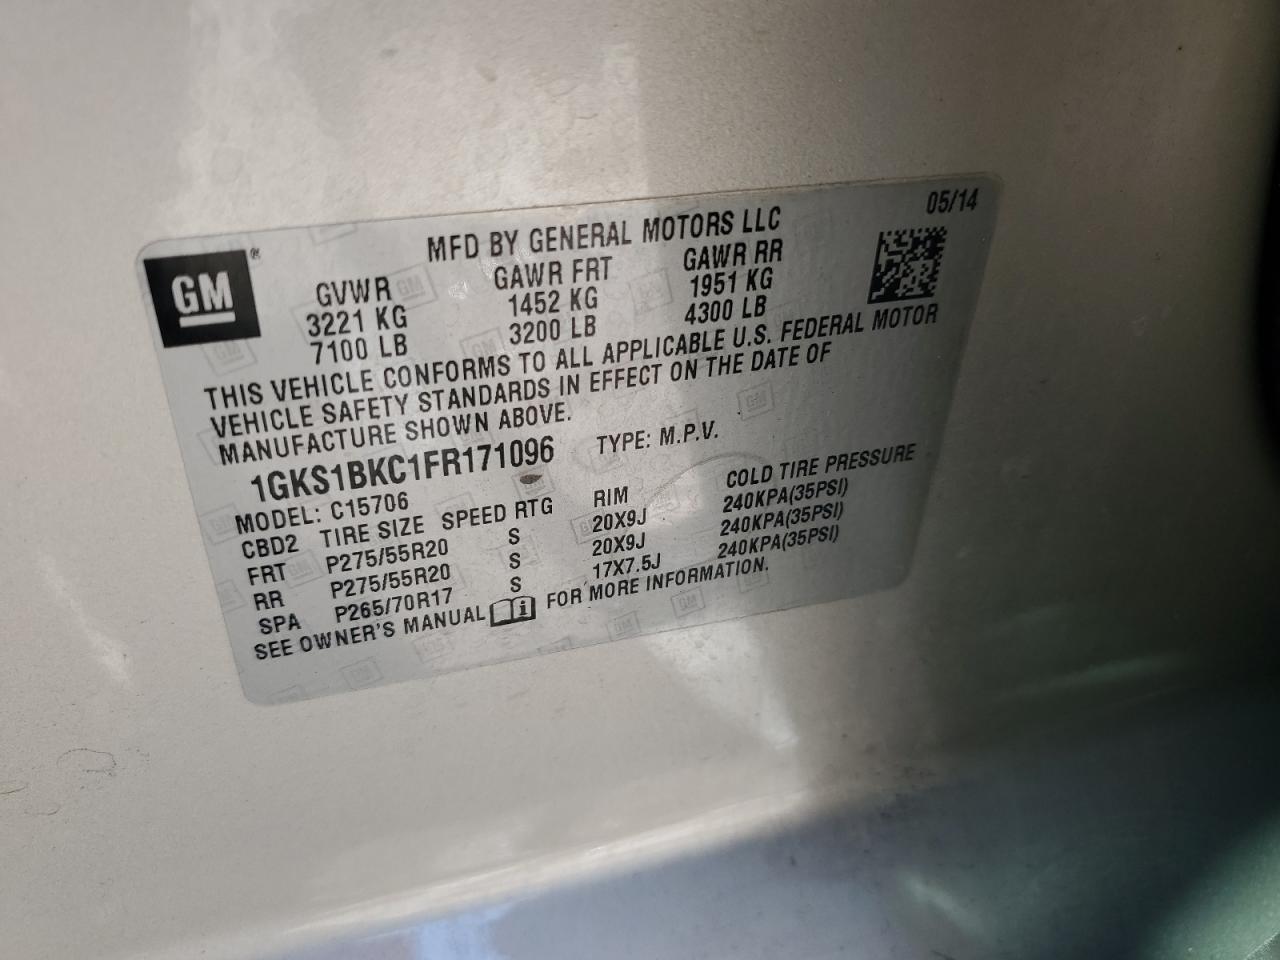 05/14
MFD BY GENERAL MOTORS LLC
GM ®
GVWR GAWR FRT GAWR RR
3221 KG 1452 KG 1951 KG
7100 LB 3200 LB 4300 LB
THIS VEHICLE CONFORMS TO ALL APPLICABLE U.S. FEDERAL MOTOR
VEHICLE SAFETY STANDARDS IN EFFECT ON THE DATE OF
MANUFACTURE SHOWN ABOVE.
1GKS1BKC1FR171096 TYPE: M.P.V.
MODEL: C15706
CBD2 TIRE SIZE SPEED RTG RIM COLD TIRE PRESSURE
FRT P275/55R20 S 20X9J 240KPA(35PSI)
RR P275/55R20 S 20X9J 240KPA(35PSI)
SPA P265/70R17 S 17X7.5J 240KPA(35PSI)
SEE OWNER'S MANUAL FOR MORE INFORMATION.